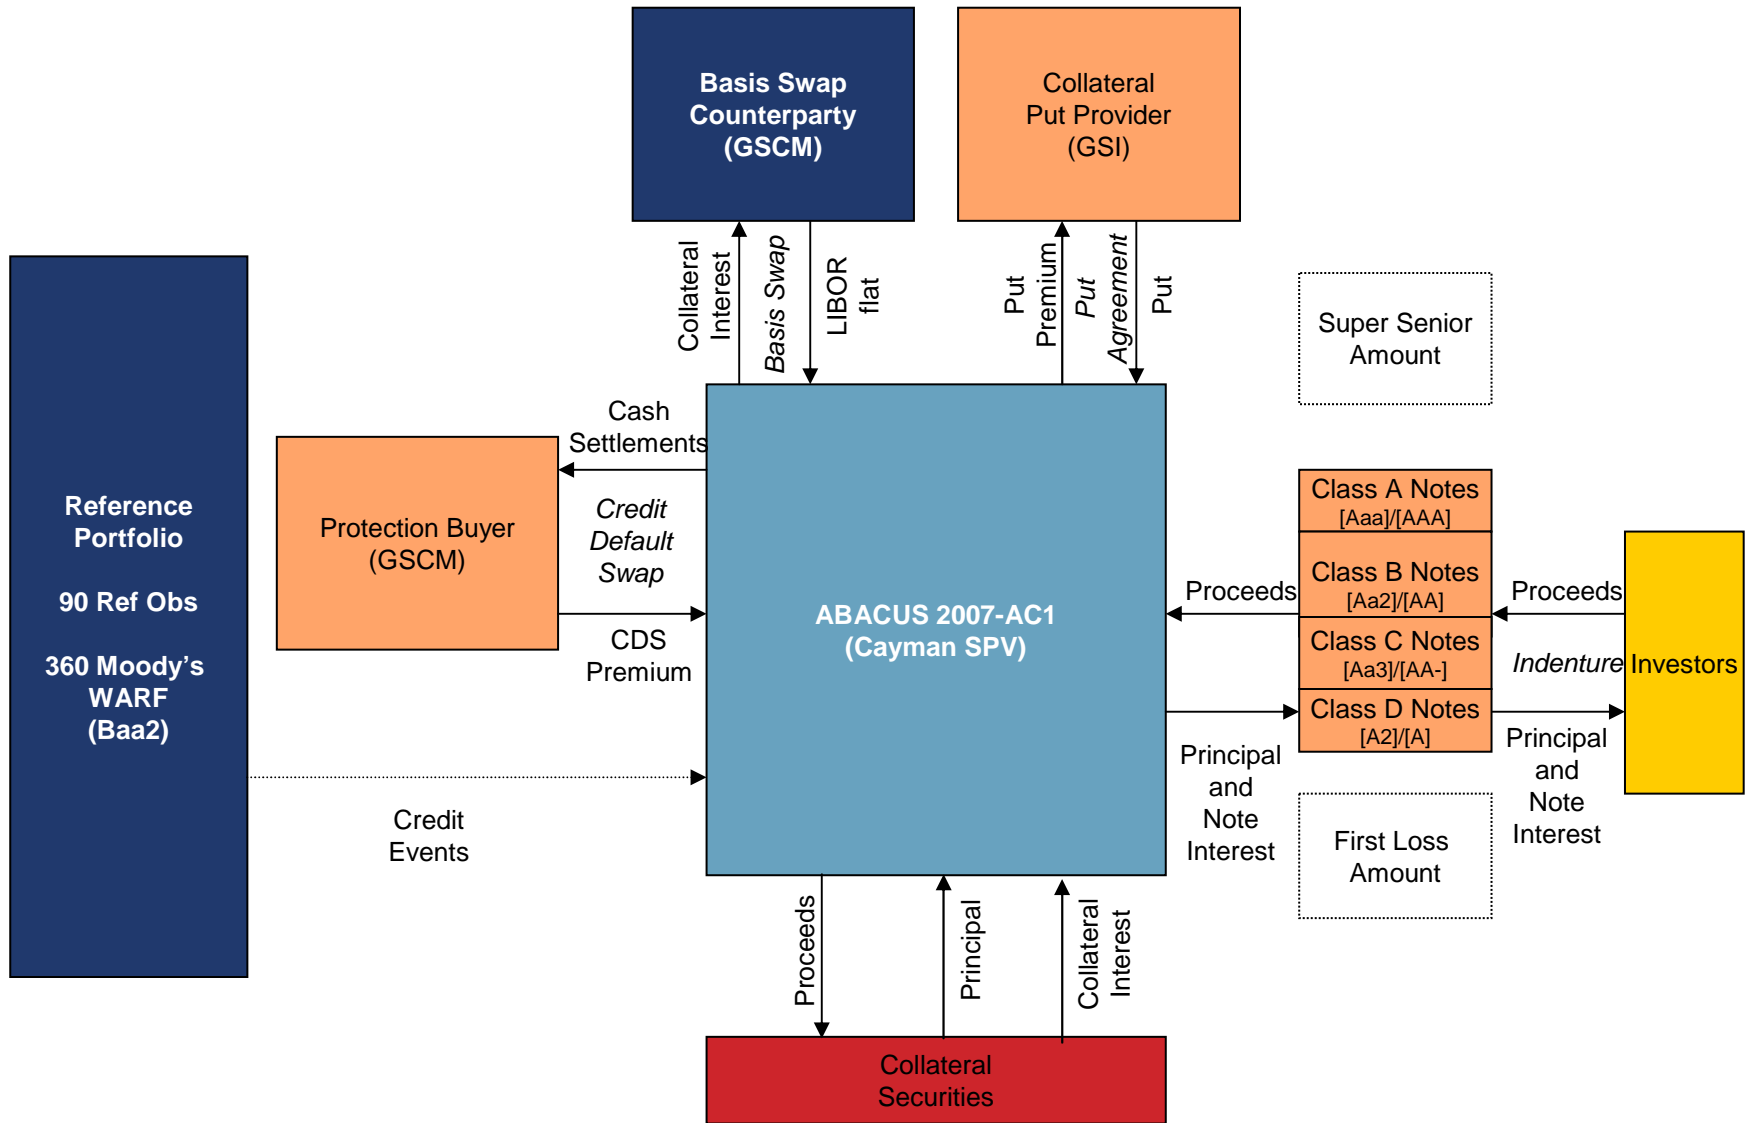 Basis Swap
Counterparty
(GSCM)
Collateral
Put Provider
(GSI)
Collateral
Interest
Basis Swap
LIBOR
flat
Put
Premium
Put
Agreement
Put
Super Senior
Amount
Reference
Portfolio
90 Ref Obs
360 Moody's
WARF
(Baa2)
Protection Buyer
(GSCM)
Cash
Settlements
Credit
Default
Swap
CDS
Premium
Credit
Events
ABACUS 2007-AC1
(Cayman SPV)
Proceeds
Principal
and
Note
Interest
Class A Notes
[Aaa]/[AAA]
Class B Notes
[Aa2]/[AA]
Class C Notes
[Aa3]/[AA-]
Class D Notes
[A2]/[A]
Proceeds
Indenture
Principal
and
Note
Interest
Investors
First Loss
Amount
Proceeds
Principal
Collateral
Interest
Collateral
Securities